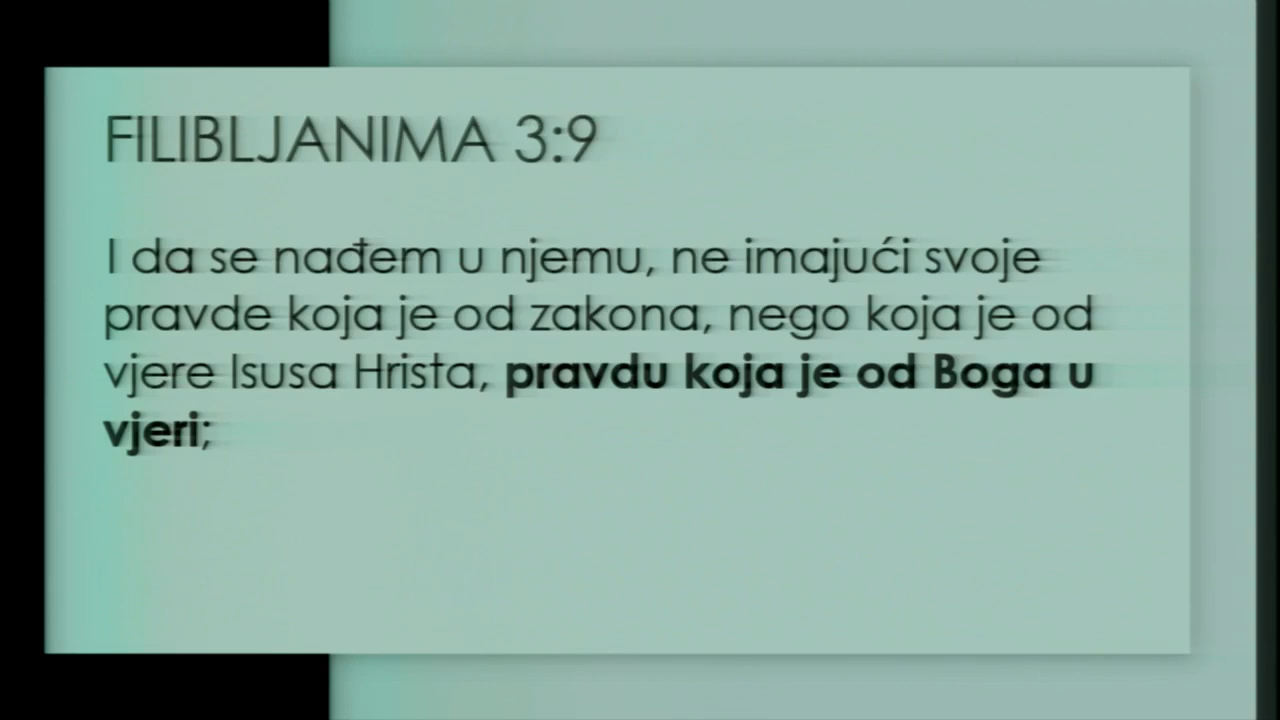 FILIBLJANIMA 3:9
I da se nađem u njemu, ne imajući svoje
pravde koja je od zakona, nego koja je od
vjere Isusa Hrista, pravdu koja je od Boga u
vjeri;